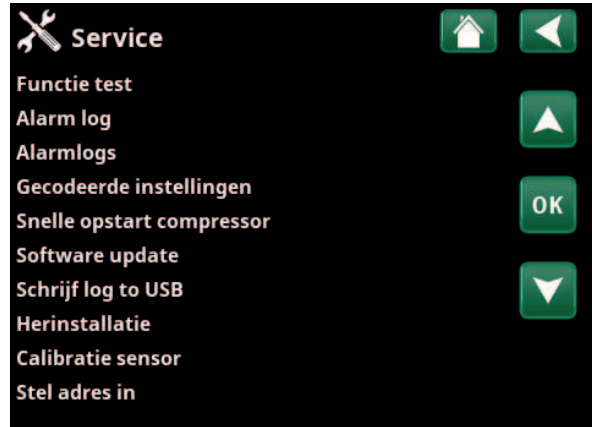 Service
Functie test
Alarm log
Alarmlogs
Gecodeerde instellingen
OK
Snelle opstart compressor
Software update
Schrijf log to USB
Herinstallatie
Calibratie sensor
Stel adres in